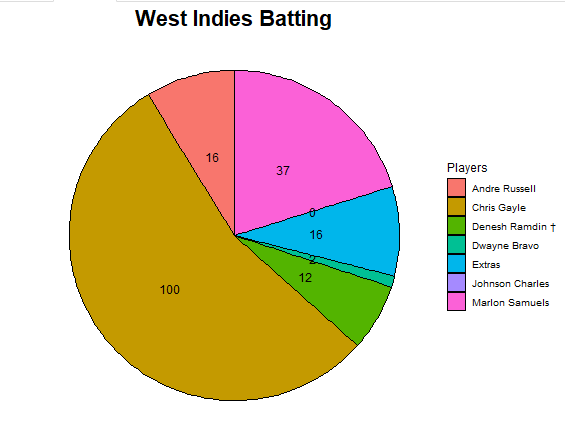 West Indies Batting
16
37
0
16
2
12
100
Players
Andre Russell
Chris Gayle
Denesh Ramdin †
Dwayne Bravo
Extras
Johnson Charles
Marlon Samuels